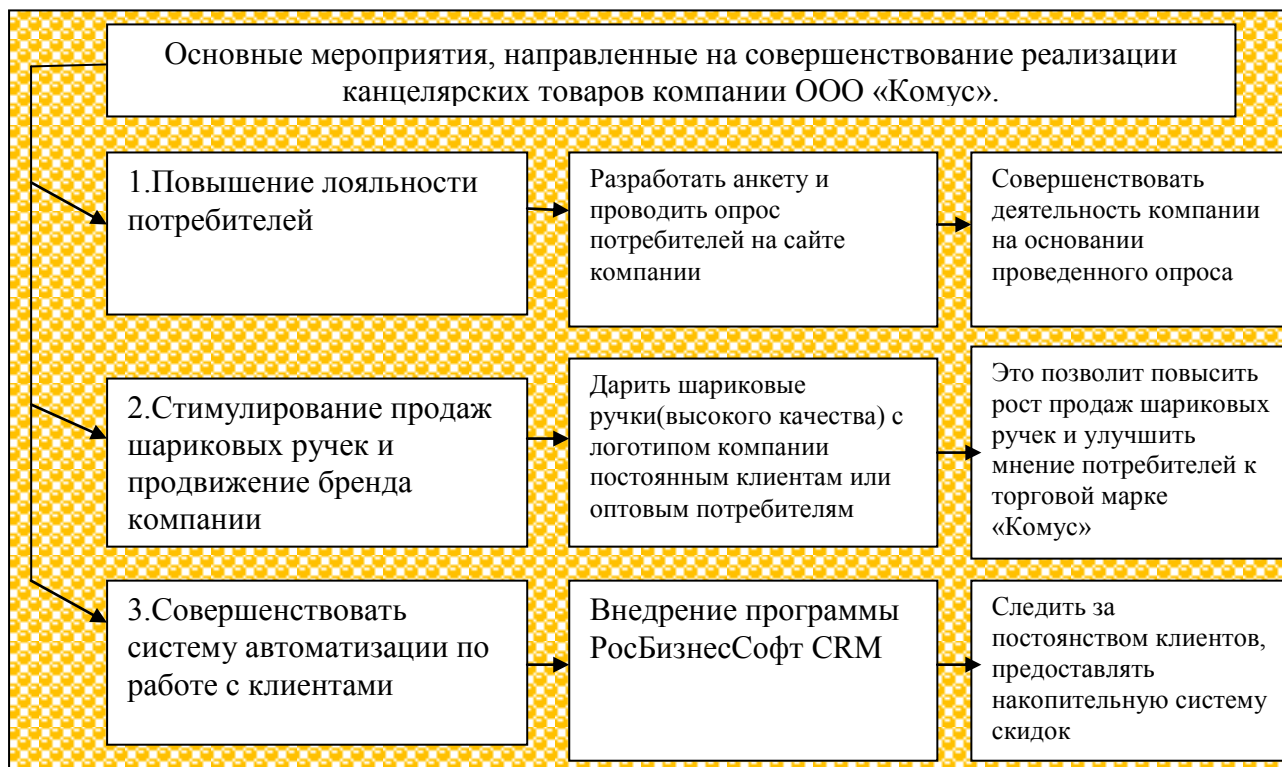 Основные мероприятия, направленные на совершенствование реализации
канцелярских товаров компании ООО «Комус».
1.Повышение лояльности
потребителей
Разработать анкету и
проводить опрос
потребителей на сайте
компании
Совершенствовать
деятельность компании
на основании
проведенного опроса
2.Стимулирование продаж
шариковых ручек и
продвижение бренда
компании
Дарить шариковые
ручки(высокого качества) с
логотипом компании
постоянным клиентам или
оптовым потребителям
Это позволит повысить
рост продаж шариковых
ручек и улучшить
мнение потребителей к
торговой марке
«Комус»
3.Совершенствовать
систему автоматизации по
работе с клиентами
Внедрение программы
РосБизнесСофт CRM
Следить за
постоянством клиентов,
предоставлять
накопительную систему
скидок